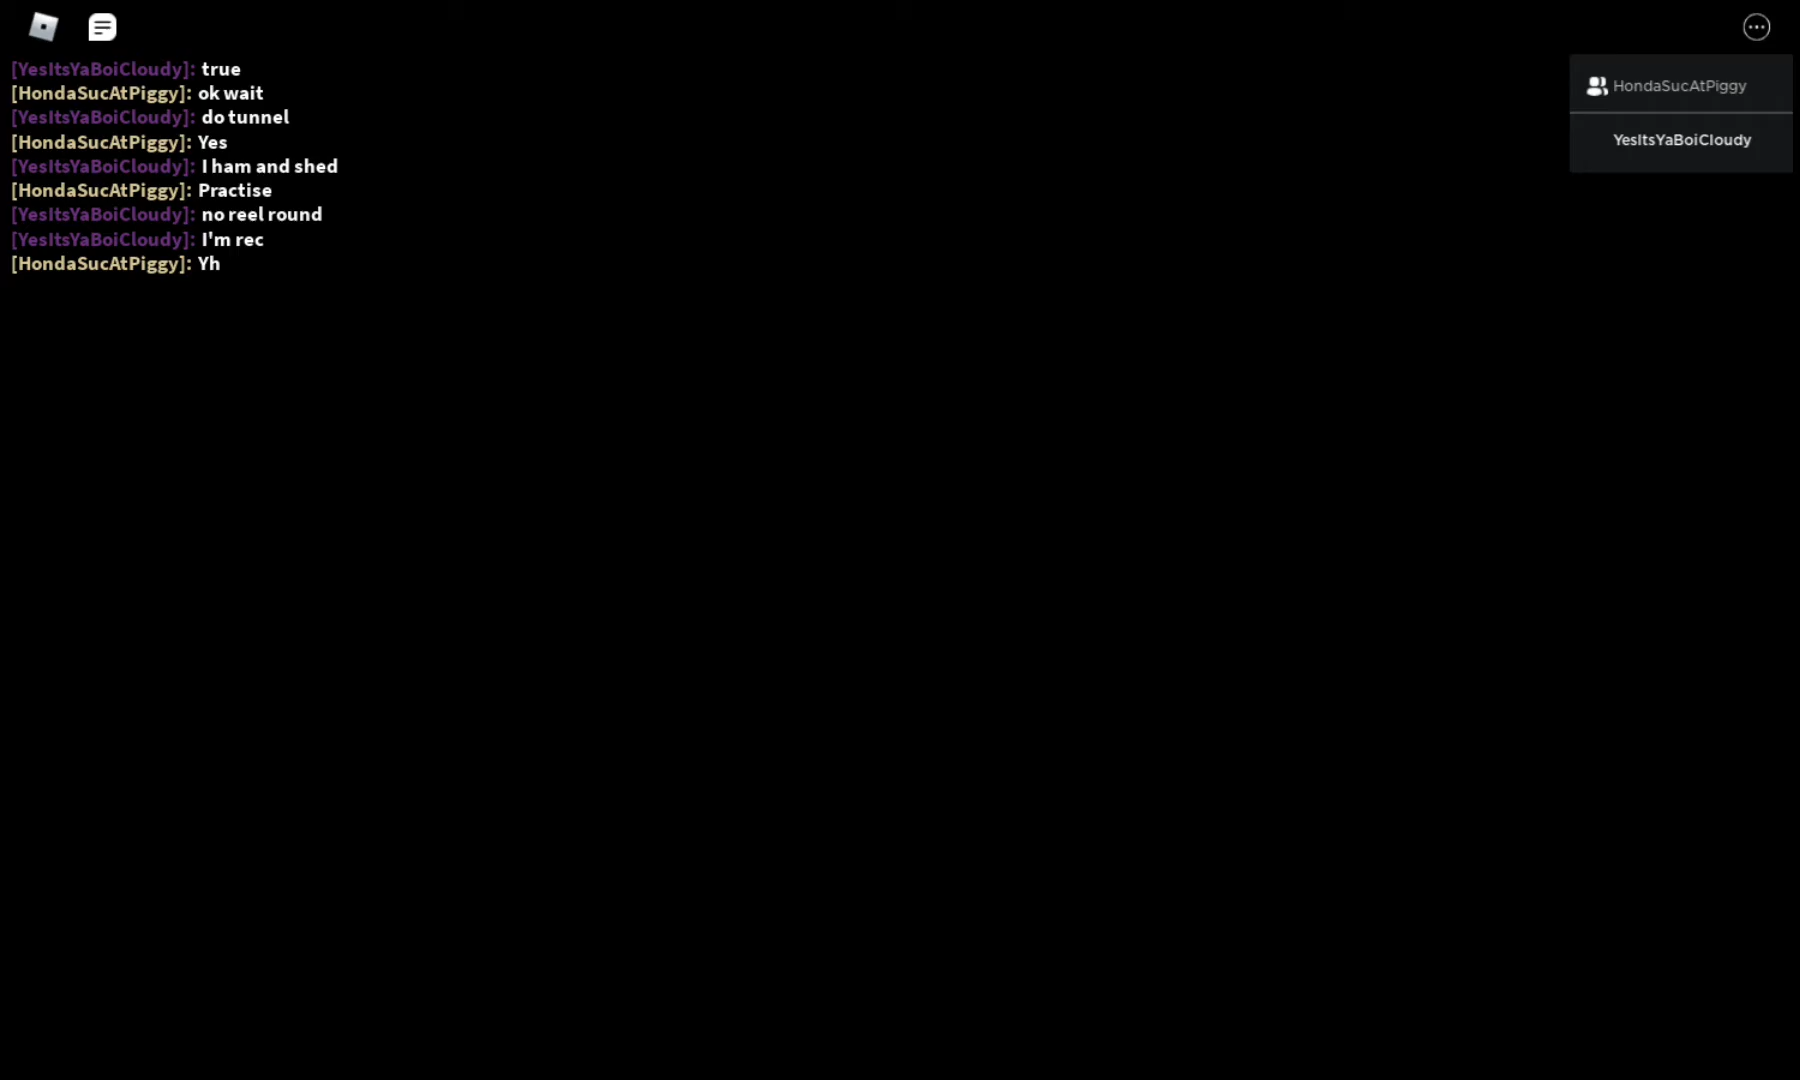 [YesItsYaBoiCloudy]: true
[HondaSucAtPiggy]: ok wait
[YesItsYaBoiCloudy]: do tunnel
[HondaSucAtPiggy]: Yes
[YesItsYaBoiCloudy]: I ham and shed
[HondaSucAtPiggy]: Practise
[YesItsYaBoiCloudy]: no reel round
[YesItsYaBoiCloudy]: I'm rec
[HondaSucAtPiggy]: Yh
HondaSucAtPiggy
YesItsYaBoiCloudy